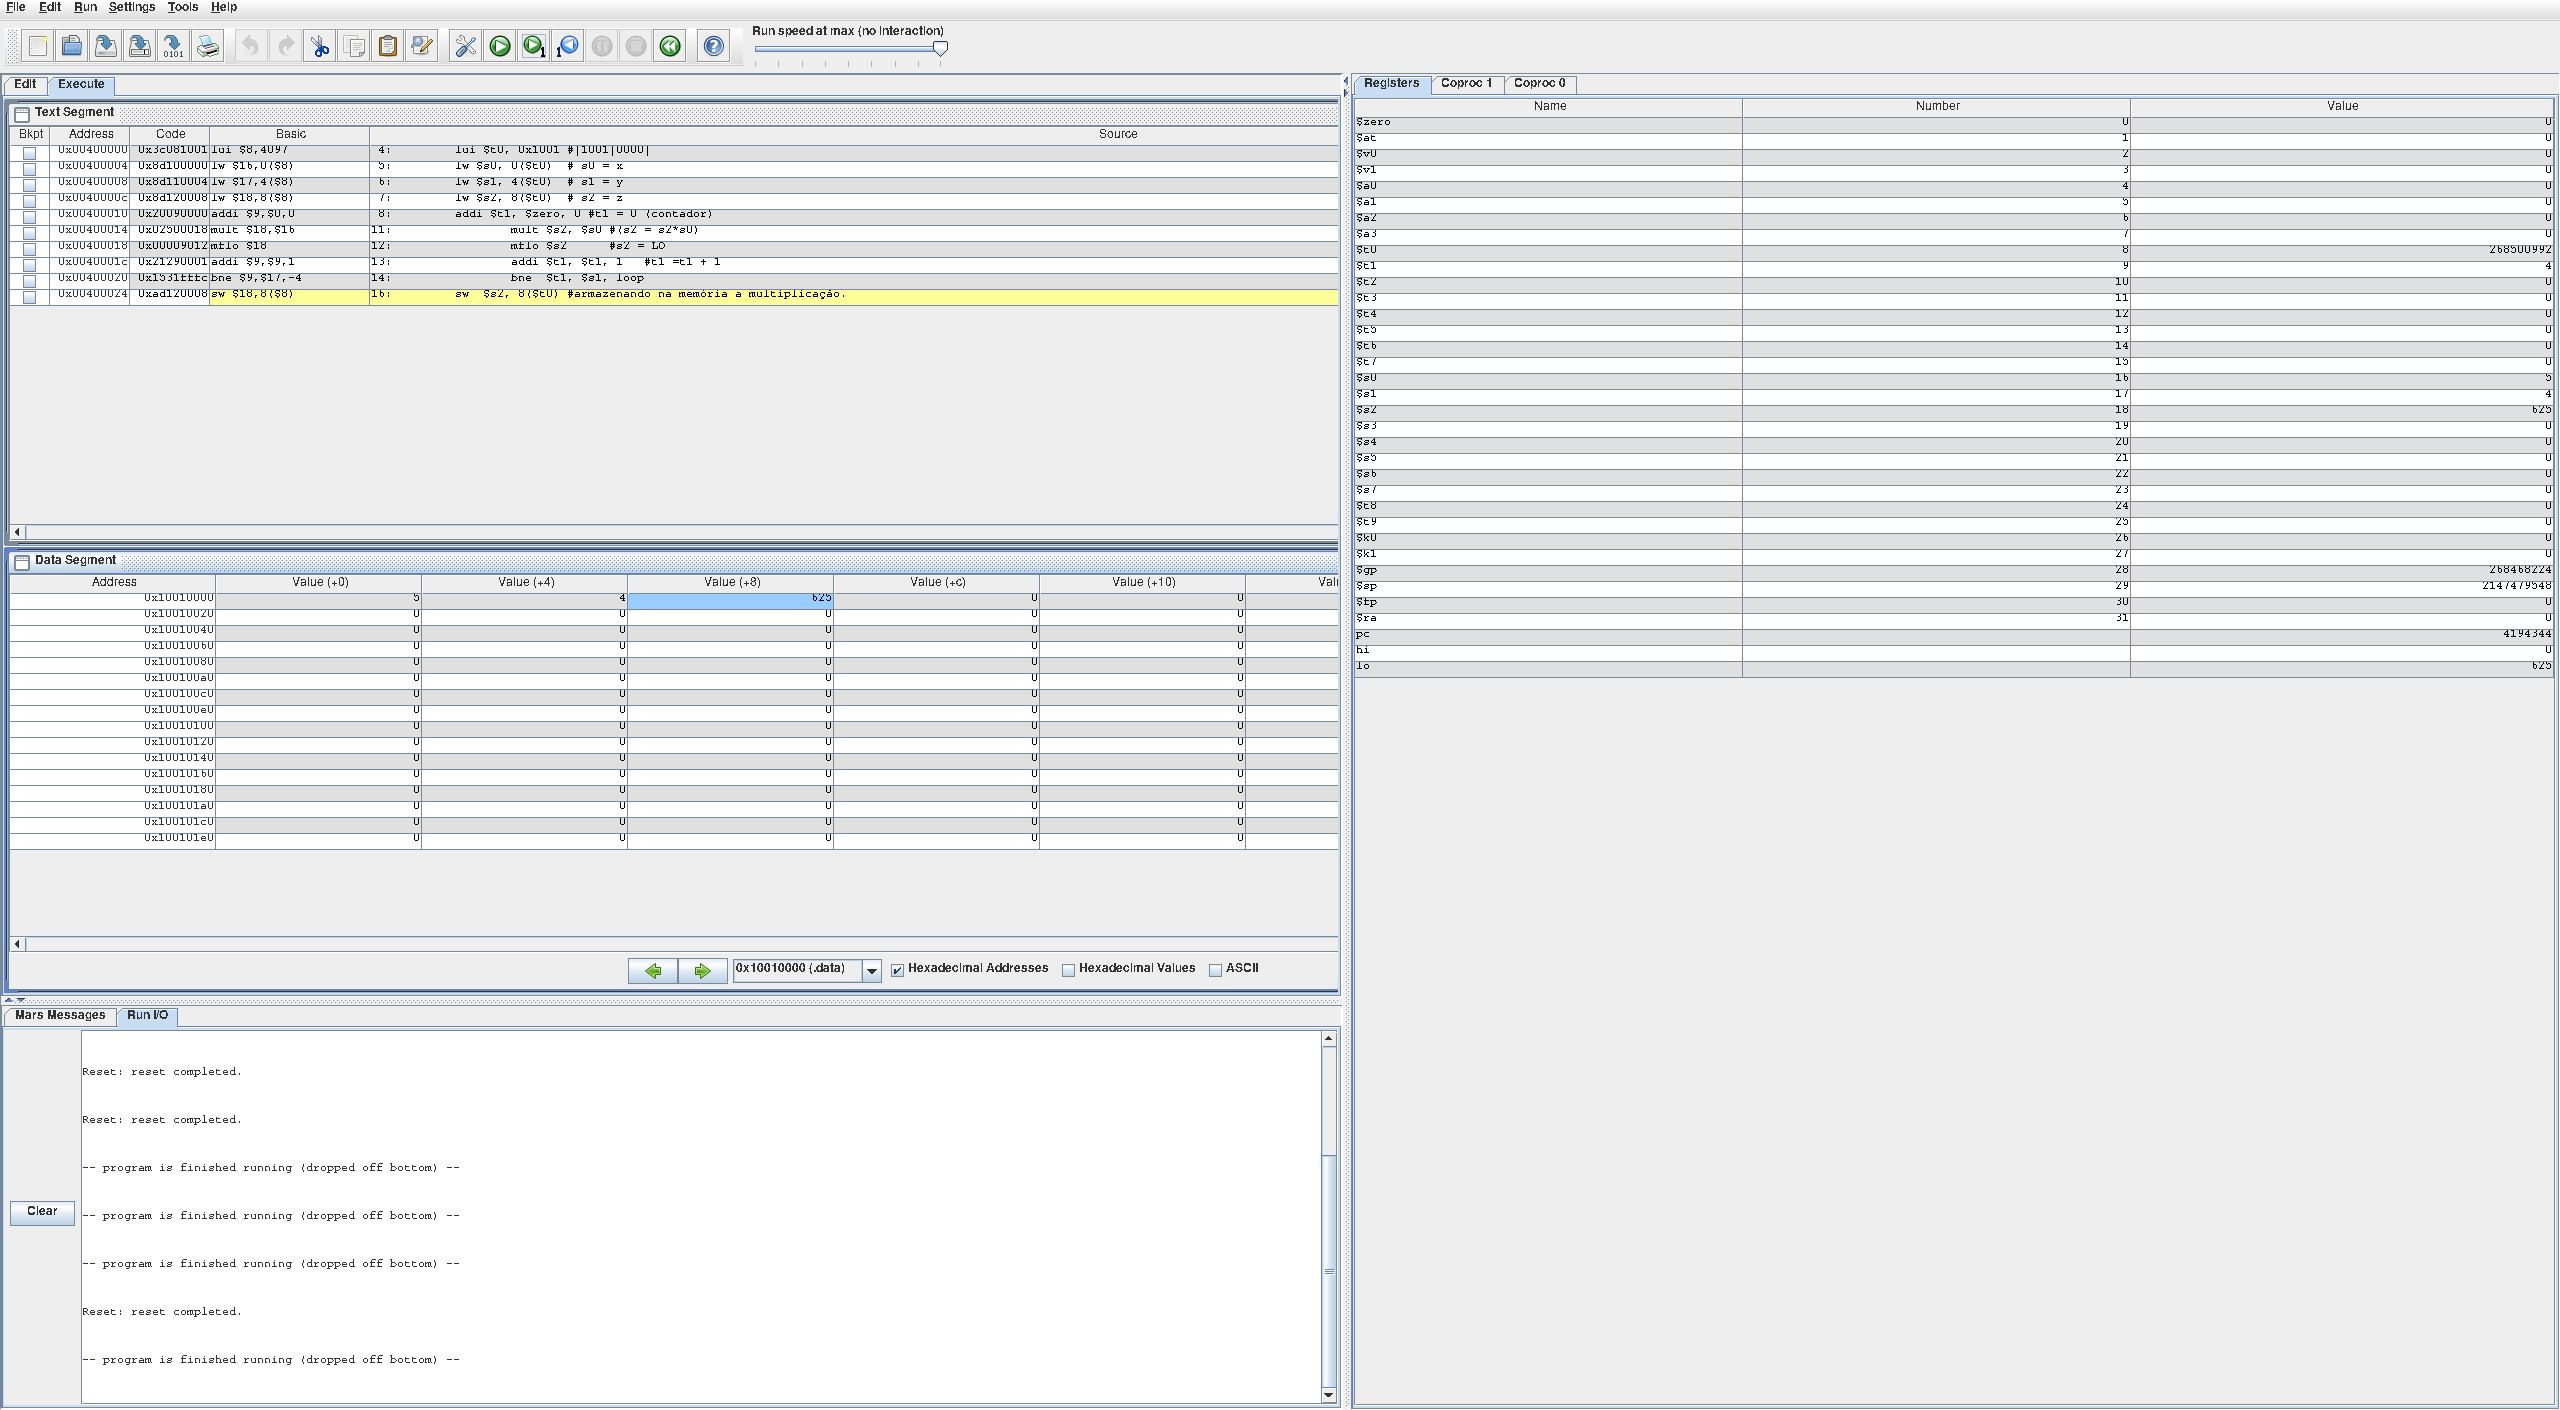 File Edit Run Settings Tools Help
Run speed at max (no interaction)
Edit Execute
Text Segment
Bkpt Address Code Basic Source
0x00400000 0x3c081001 lui $8,4097 4: lui $t0, 0x1001 #|1001|0000|
0x00400004 0x8d100000 lw $16,0($8) 5: lw $s0, 0($t0) # s0 = x
0x00400008 0x8d110004 lw $17,4($8) 6: lw $s1, 4($t0) # s1 = y
0x0040000c 0x8d120008 lw $18,8($8) 7: lw $s2, 8($t0) # s2 = z
0x00400010 0x20090000 addi $9,$0,0 8: addi $t1, $zero, 0 #t1 = 0 (contador)
0x00400014 0x02500018 mult $18,$16 11: mult $s2, $s0 #(s2 = s2*s0)
0x00400018 0x00009012 mflo $18 12: mflo $s2 #s2 = LO
0x0040001c 0x21290001 addi $9,$9,1 13: addi $t1, $t1, 1 #t1 =t1 + 1
0x00400020 0x1531fffc bne $9,$17,-4 14: bne $t1, $s1, loop
0x00400024 0xad120008 sw $18,8($8) 16: sw $s2, 8($t0) #armazenando na memória a multiplicação.
Data Segment
Address Value (+0) Value (+4) Value (+8) Value (+c) Value (+10) Val
0x10010000 5 4 625 0 0
0x10010020 0 0 0 0 0
0x10010040 0 0 0 0 0
0x10010060 0 0 0 0 0
0x10010080 0 0 0 0 0
0x100100a0 0 0 0 0 0
0x100100c0 0 0 0 0 0
0x100100e0 0 0 0 0 0
0x10010100 0 0 0 0 0
0x10010120 0 0 0 0 0
0x10010140 0 0 0 0 0
0x10010160 0 0 0 0 0
0x10010180 0 0 0 0 0
0x100101a0 0 0 0 0 0
0x100101c0 0 0 0 0 0
0x100101e0 0 0 0 0 0
0x10010000 (.data) Hexadecimal Addresses Hexadecimal Values ASCII
Mars Messages Run I/O
Clear
Reset: reset completed.
Reset: reset completed.
-- program is finished running (dropped off bottom) --
-- program is finished running (dropped off bottom) --
-- program is finished running (dropped off bottom) --
Reset: reset completed.
-- program is finished running (dropped off bottom) --
Registers Coproc 1 Coproc 0
Name Number Value
$zero 0 0
$at 1 0
$v0 2 0
$v1 3 0
$a0 4 0
$a1 5 0
$a2 6 0
$a3 7 0
$t0 8 268500992
$t1 9 4
$t2 10 0
$t3 11 0
$t4 12 0
$t5 13 0
$t6 14 0
$t7 15 0
$s0 16 5
$s1 17 4
$s2 18 625
$s3 19 0
$s4 20 0
$s5 21 0
$s6 22 0
$s7 23 0
$t8 24 0
$t9 25 0
$k0 26 0
$k1 27 0
$gp 28 268468224
$sp 29 2147479548
$fp 30 0
$ra 31 0
pc 4194344
hi 0
lo 625